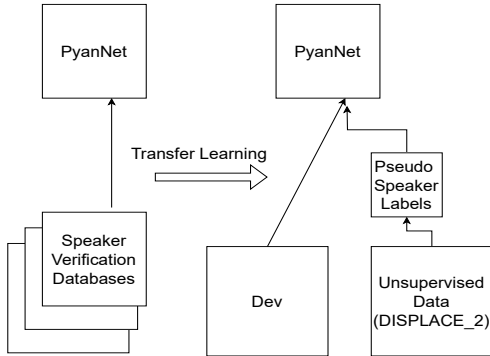 PyanNet
PyanNet
Transfer Learning
Pseudo
Speaker
Labels
Speaker
Verification
Databases
Dev
Unsupervised
Data
(DISPLACE_2)